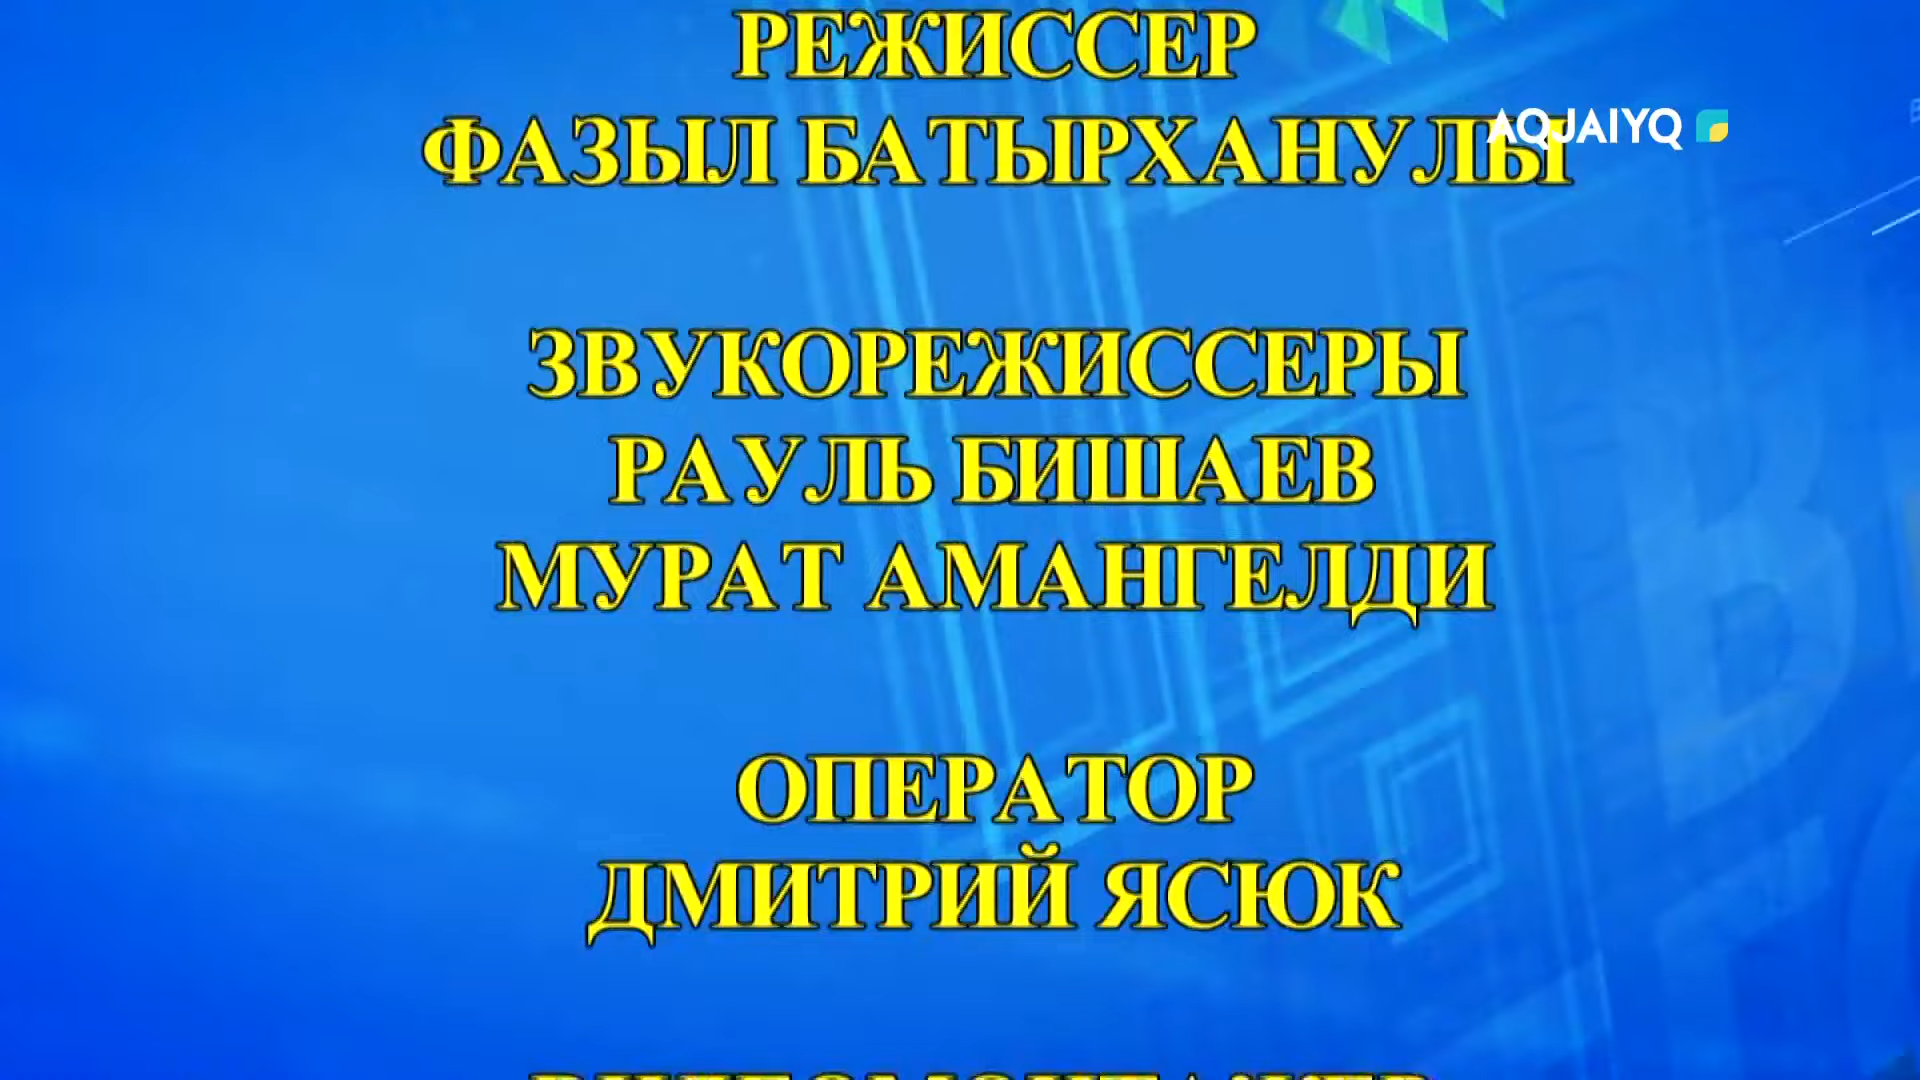 РЕЖИССЕР
ФАЗЫЛ БАТЫРХАНУЛЫ
AQJAIYQ
ЗВУКОРЕЖИССЕРЫ
РАУЛЬ БИШАЕВ
МУРАТ АМАНГЕЛДИ
ОПЕРАТОР
ДМИТРИЙ ЯСЮК